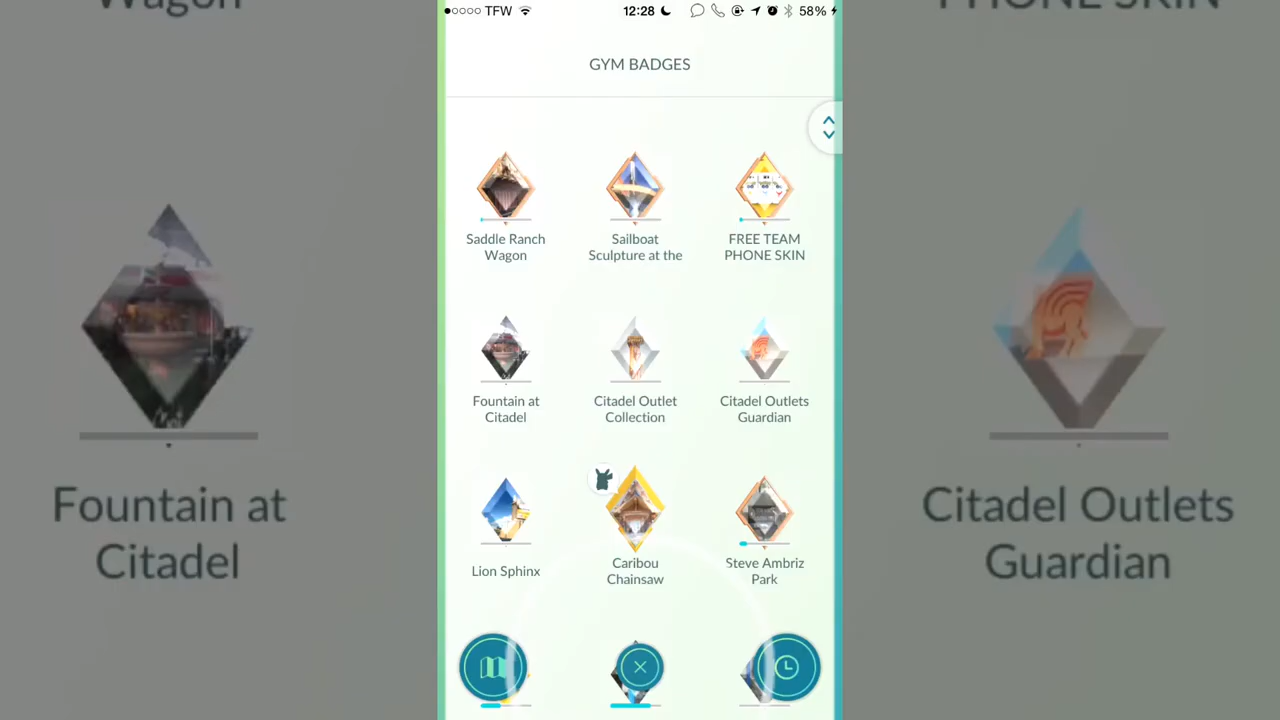 Wagon
PHONE SKIN
TFW
12:28
58%
GYM BADGES
Saddle Ranch
Wagon
Sailboat
Sculpture at the
FREE TEAM
PHONE SKIN
Fountain at
Citadel
Citadel Outlet
Collection
Citadel Outlets
Guardian
Lion Sphinx
Caribou
Chainsaw
Steve Ambriz
Park
Fountain at
Citadel
Citadel Outlets
Guardian